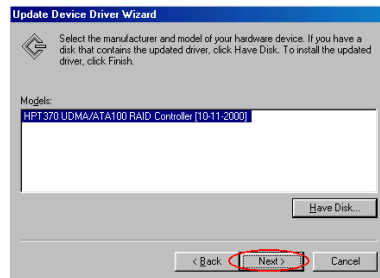 Update Device Driver Wizard
Select the manufacturer and model of your hardware device. If you have a
disk that contains the updated driver, click Have Disk. To install the updated
driver, click Finish.
Models:
HPT370 UDMA/ATA100 RAID Controller [10-11-2000]
Have Disk...
< Back Next > Cancel